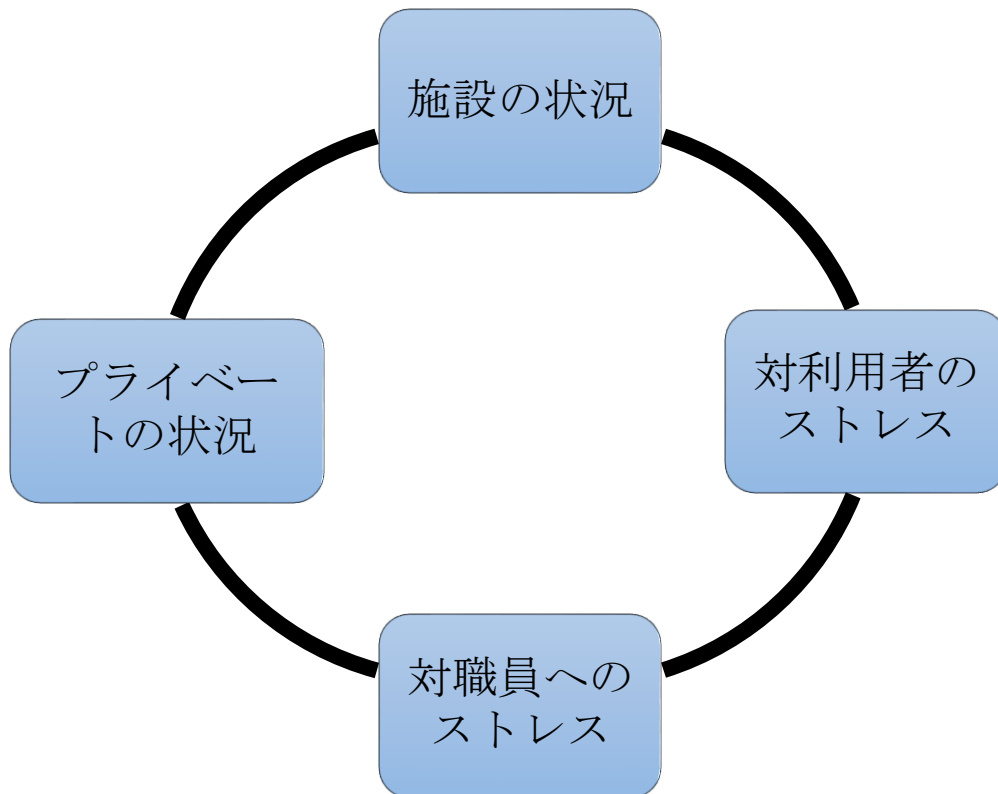 施設の状況
対利用者の
ストレス
対職員への
ストレス
プライベー
トの状況